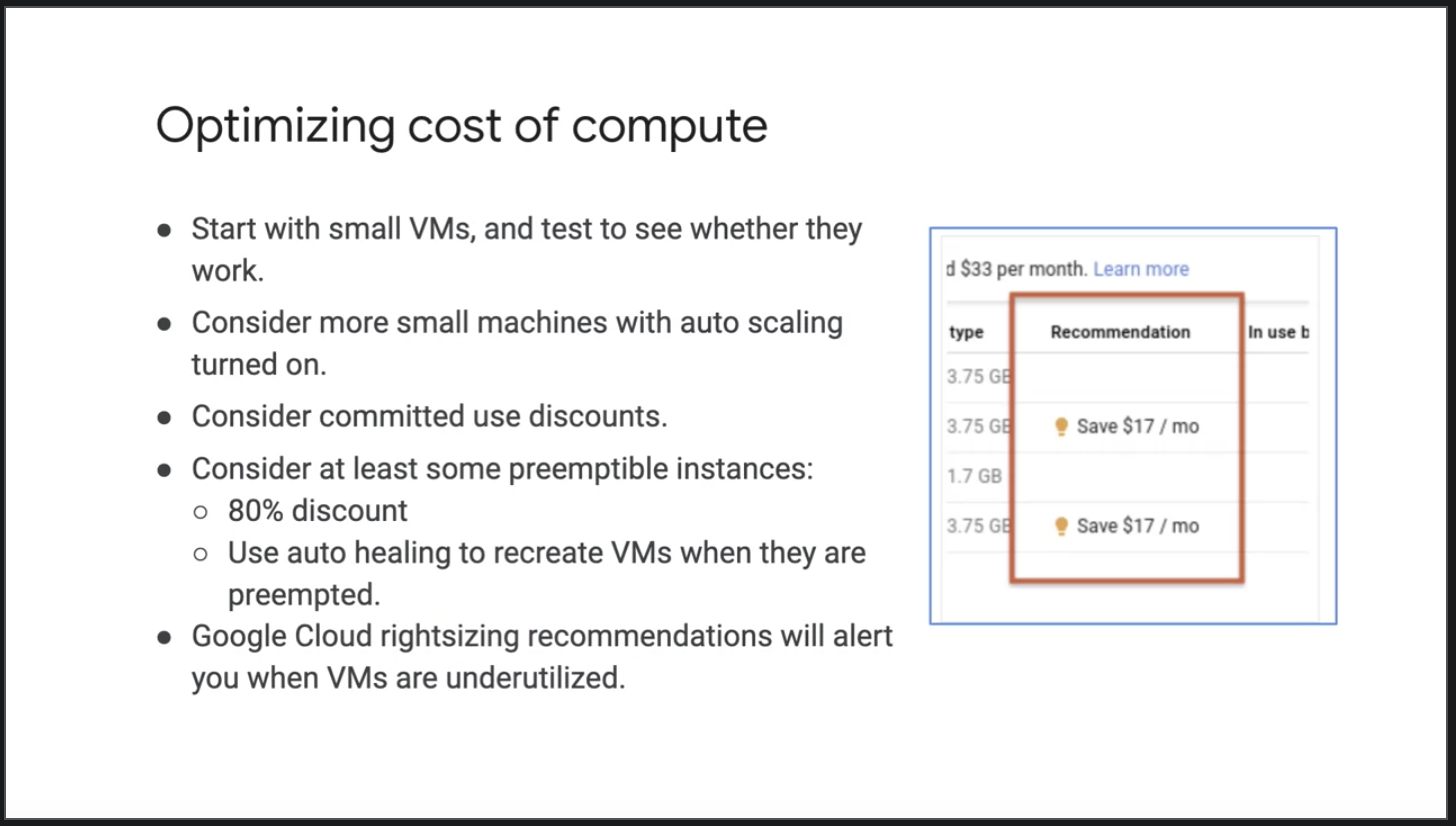 Optimizing cost of compute
● Start with small VMs, and test to see whether they
work.
● Consider more small machines with auto scaling
turned on.
● Consider committed use discounts.
● Consider at least some preemptible instances:
○ 80% discount
○ Use auto healing to recreate VMs when they are
preempted.
● Google Cloud rightsizing recommendations will alert
you when VMs are underutilized.
d $33 per month. Learn more
type Recommendation In use b
3.75 GB
3.75 GB Save $17 / mo
1.7 GB
3.75 GB Save $17 / mo